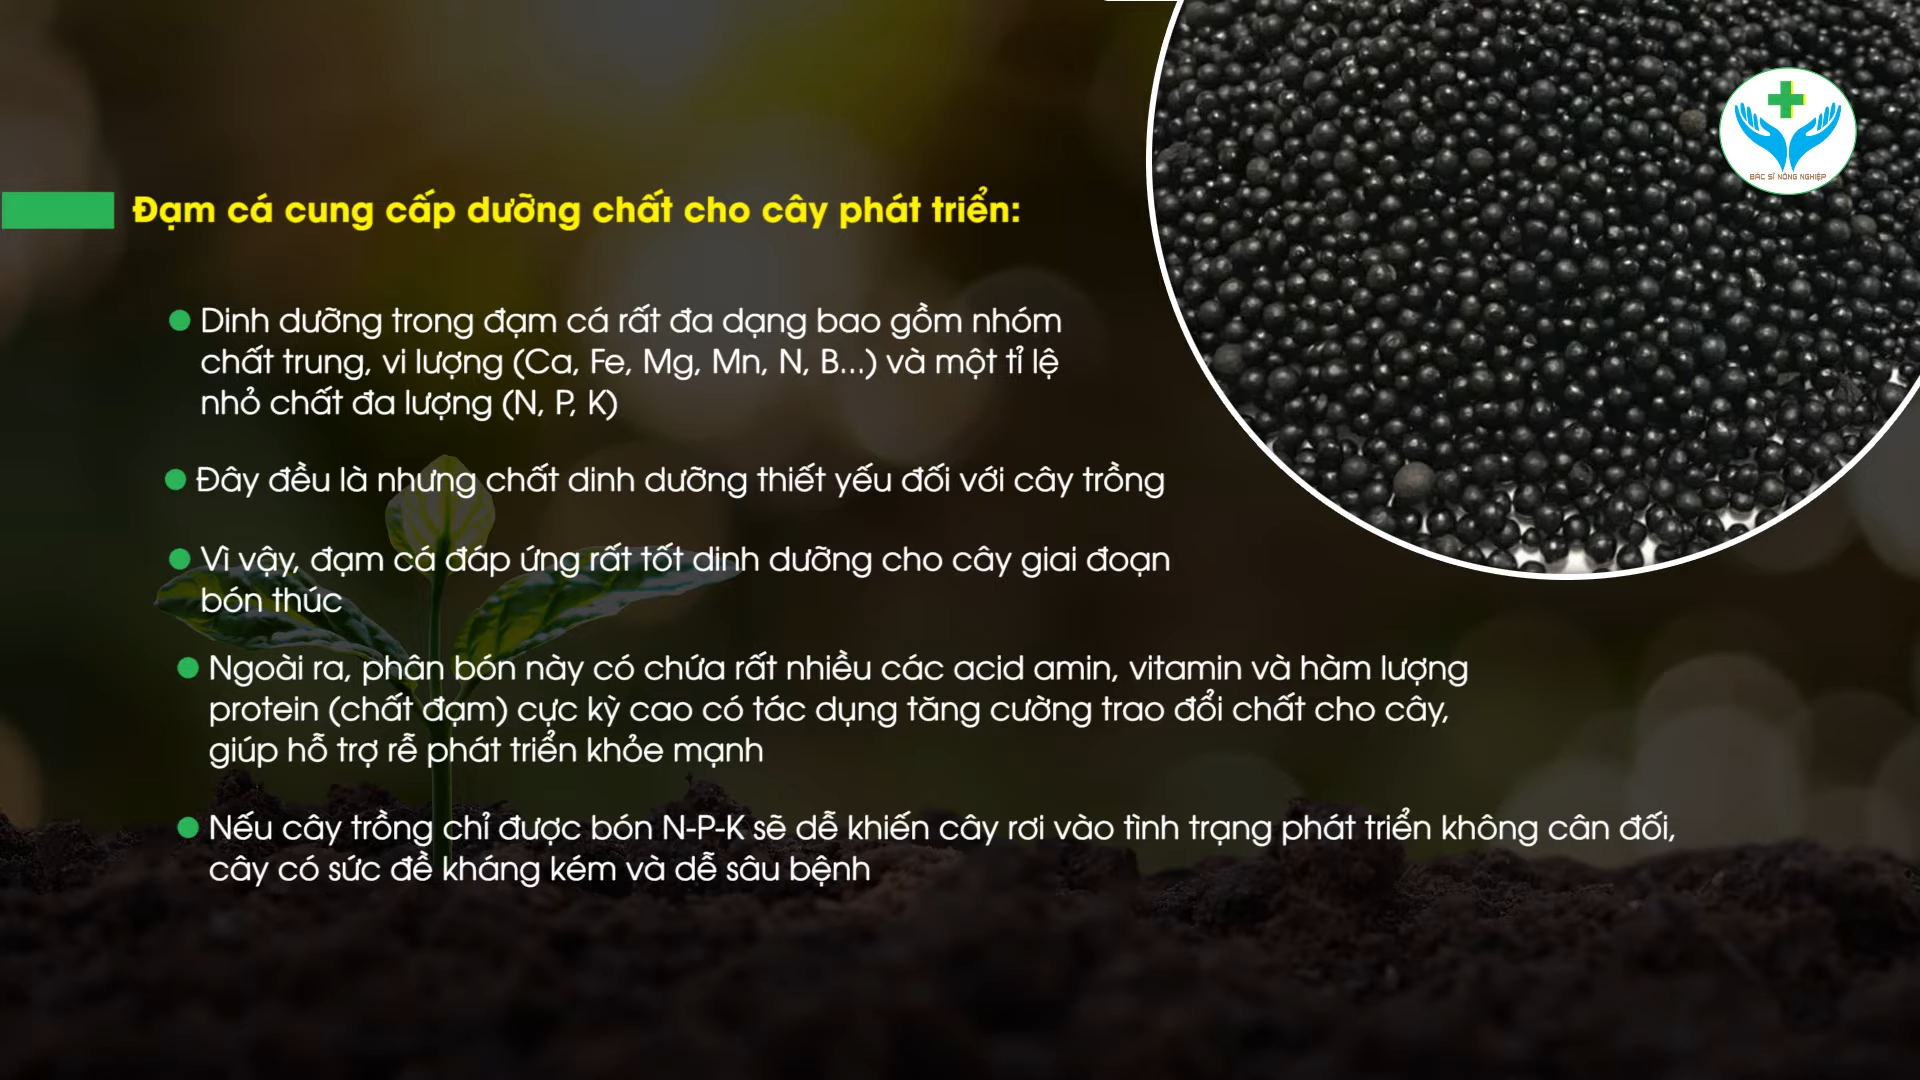 BÁC SĨ NÔNG NGHIỆP
Đạm cá cung cấp dưỡng chất cho cây phát triển:
Dinh dưỡng trong đạm cá rất đa dạng bao gồm nhóm
chất trung, vi lượng (Ca, Fe, Mg, Mn, N, B...) và một tỉ lệ
nhỏ chất đa lượng (N, P, K)
Đây đều là nhưng chất dinh dưỡng thiết yếu đối với cây trồng
Vì vậy, đạm cá đáp ứng rất tốt dinh dưỡng cho cây giai đoạn
bón thúc
Ngoài ra, phân bón này có chứa rất nhiều các acid amin, vitamin và hàm lượng
protein (chất đạm) cực kỳ cao có tác dụng tăng cường trao đổi chất cho cây,
giúp hỗ trợ rễ phát triển khỏe mạnh
Nếu cây trồng chỉ được bón N-P-K sẽ dễ khiến cây rơi vào tình trạng phát triển không cân đối,
cây có sức đề kháng kém và dễ sâu bệnh